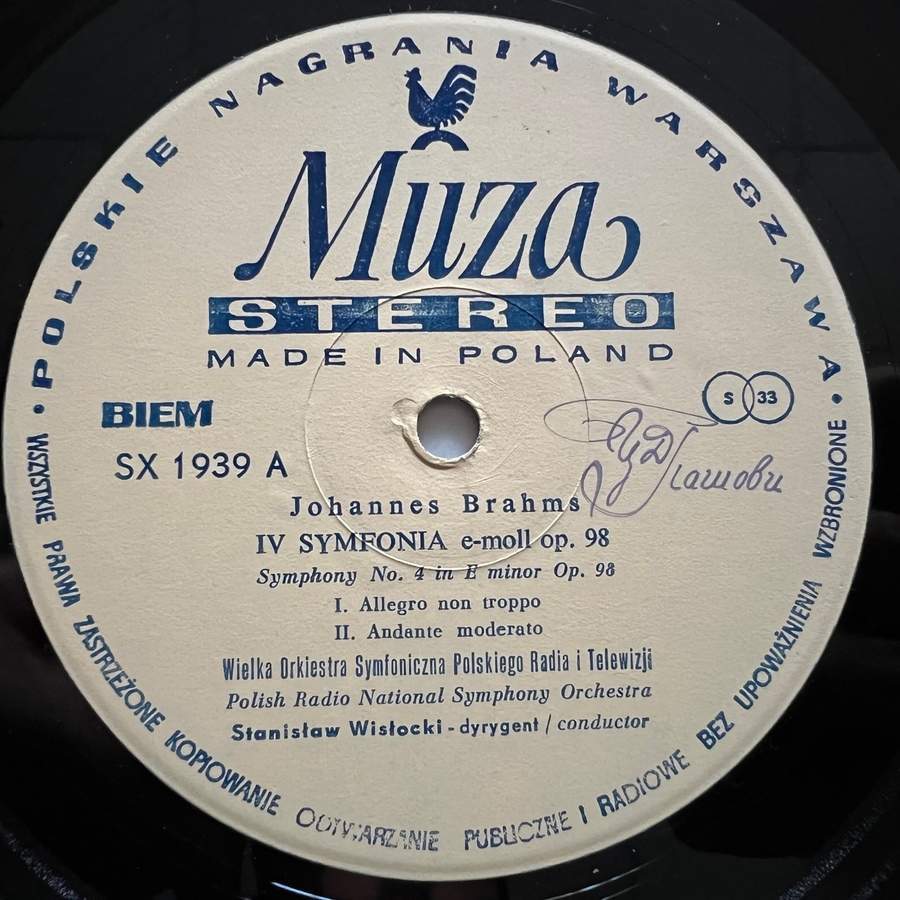 • POLSKIE NAGRANIA WARSZAWA •
Muza
STEREO
MADE IN POLAND
BIEM
S 33
SX 1939 A
Johannes Brahms
IV SYMFONIA e-moll op. 98
Symphony No. 4 in E minor Op. 98
I. Allegro non troppo
II. Andante moderato
Wielka Orkiestra Symfoniczna Polskiego Radia i Telewizji
Polish Radio National Symphony Orchestra
Stanisław Wisłocki - dyrygent / conductor
WSZYSTKIE PRAWA ZASTRZEŻONE KOPIOWANIE ODTWARZANIE PUBLICZNE I RADIOWE BEZ UPOWAŻNIENIA WZBRONIONE